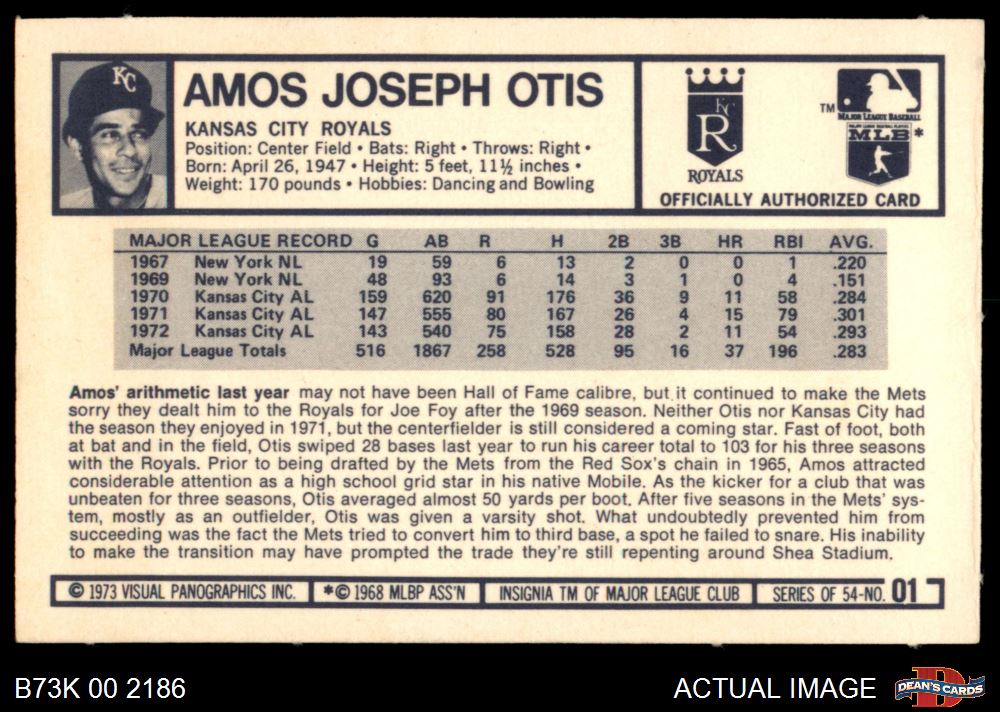 KC
AMOS JOSEPH OTIS
KANSAS CITY ROYALS
Position: Center Field • Bats: Right • Throws: Right •
Born: April 26, 1947 • Height: 5 feet, 11½ inches •
Weight: 170 pounds • Hobbies: Dancing and Bowling
KC
R
ROYALS
TM
MAJOR LEAGUE BASEBALL
MAJOR LEAGUE BASEBALL PLAYERS
MLB*
OFFICIALLY AUTHORIZED CARD
MAJOR LEAGUE RECORD G AB R H 2B 3B HR RBI AVG.
1967 New York NL 19 59 6 13 2 0 0 1 .220
1969 New York NL 48 93 6 14 3 1 0 4 .151
1970 Kansas City AL 159 620 91 176 36 9 11 58 .284
1971 Kansas City AL 147 555 80 167 26 4 15 79 .301
1972 Kansas City AL 143 540 75 158 28 2 11 54 .293
Major League Totals 516 1867 258 528 95 16 37 196 .283
Amos' arithmetic last year may not have been Hall of Fame calibre, but it continued to make the Mets
sorry they dealt him to the Royals for Joe Foy after the 1969 season. Neither Otis nor Kansas City had
the season they enjoyed in 1971, but the centerfielder is still considered a coming star. Fast of foot, both
at bat and in the field, Otis swiped 28 bases last year to run his career total to 103 for his three seasons
with the Royals. Prior to being drafted by the Mets from the Red Sox's chain in 1965, Amos attracted
considerable attention as a high school grid star in his native Mobile. As the kicker for a club that was
unbeaten for three seasons, Otis averaged almost 50 yards per boot. After five seasons in the Mets' sys-
tem, mostly as an outfielder, Otis was given a varsity shot. What undoubtedly prevented him from
succeeding was the fact the Mets tried to convert him to third base, a spot he failed to snare. His inability
to make the transition may have prompted the trade they're still repenting around Shea Stadium.
© 1973 VISUAL PANOGRAPHICS INC. *© 1968 MLBP ASS'N INSIGNIA TM OF MAJOR LEAGUE CLUB SERIES OF 54-NO. 01
B73K 00 2186
ACTUAL IMAGE
D
DEAN'S CARDS